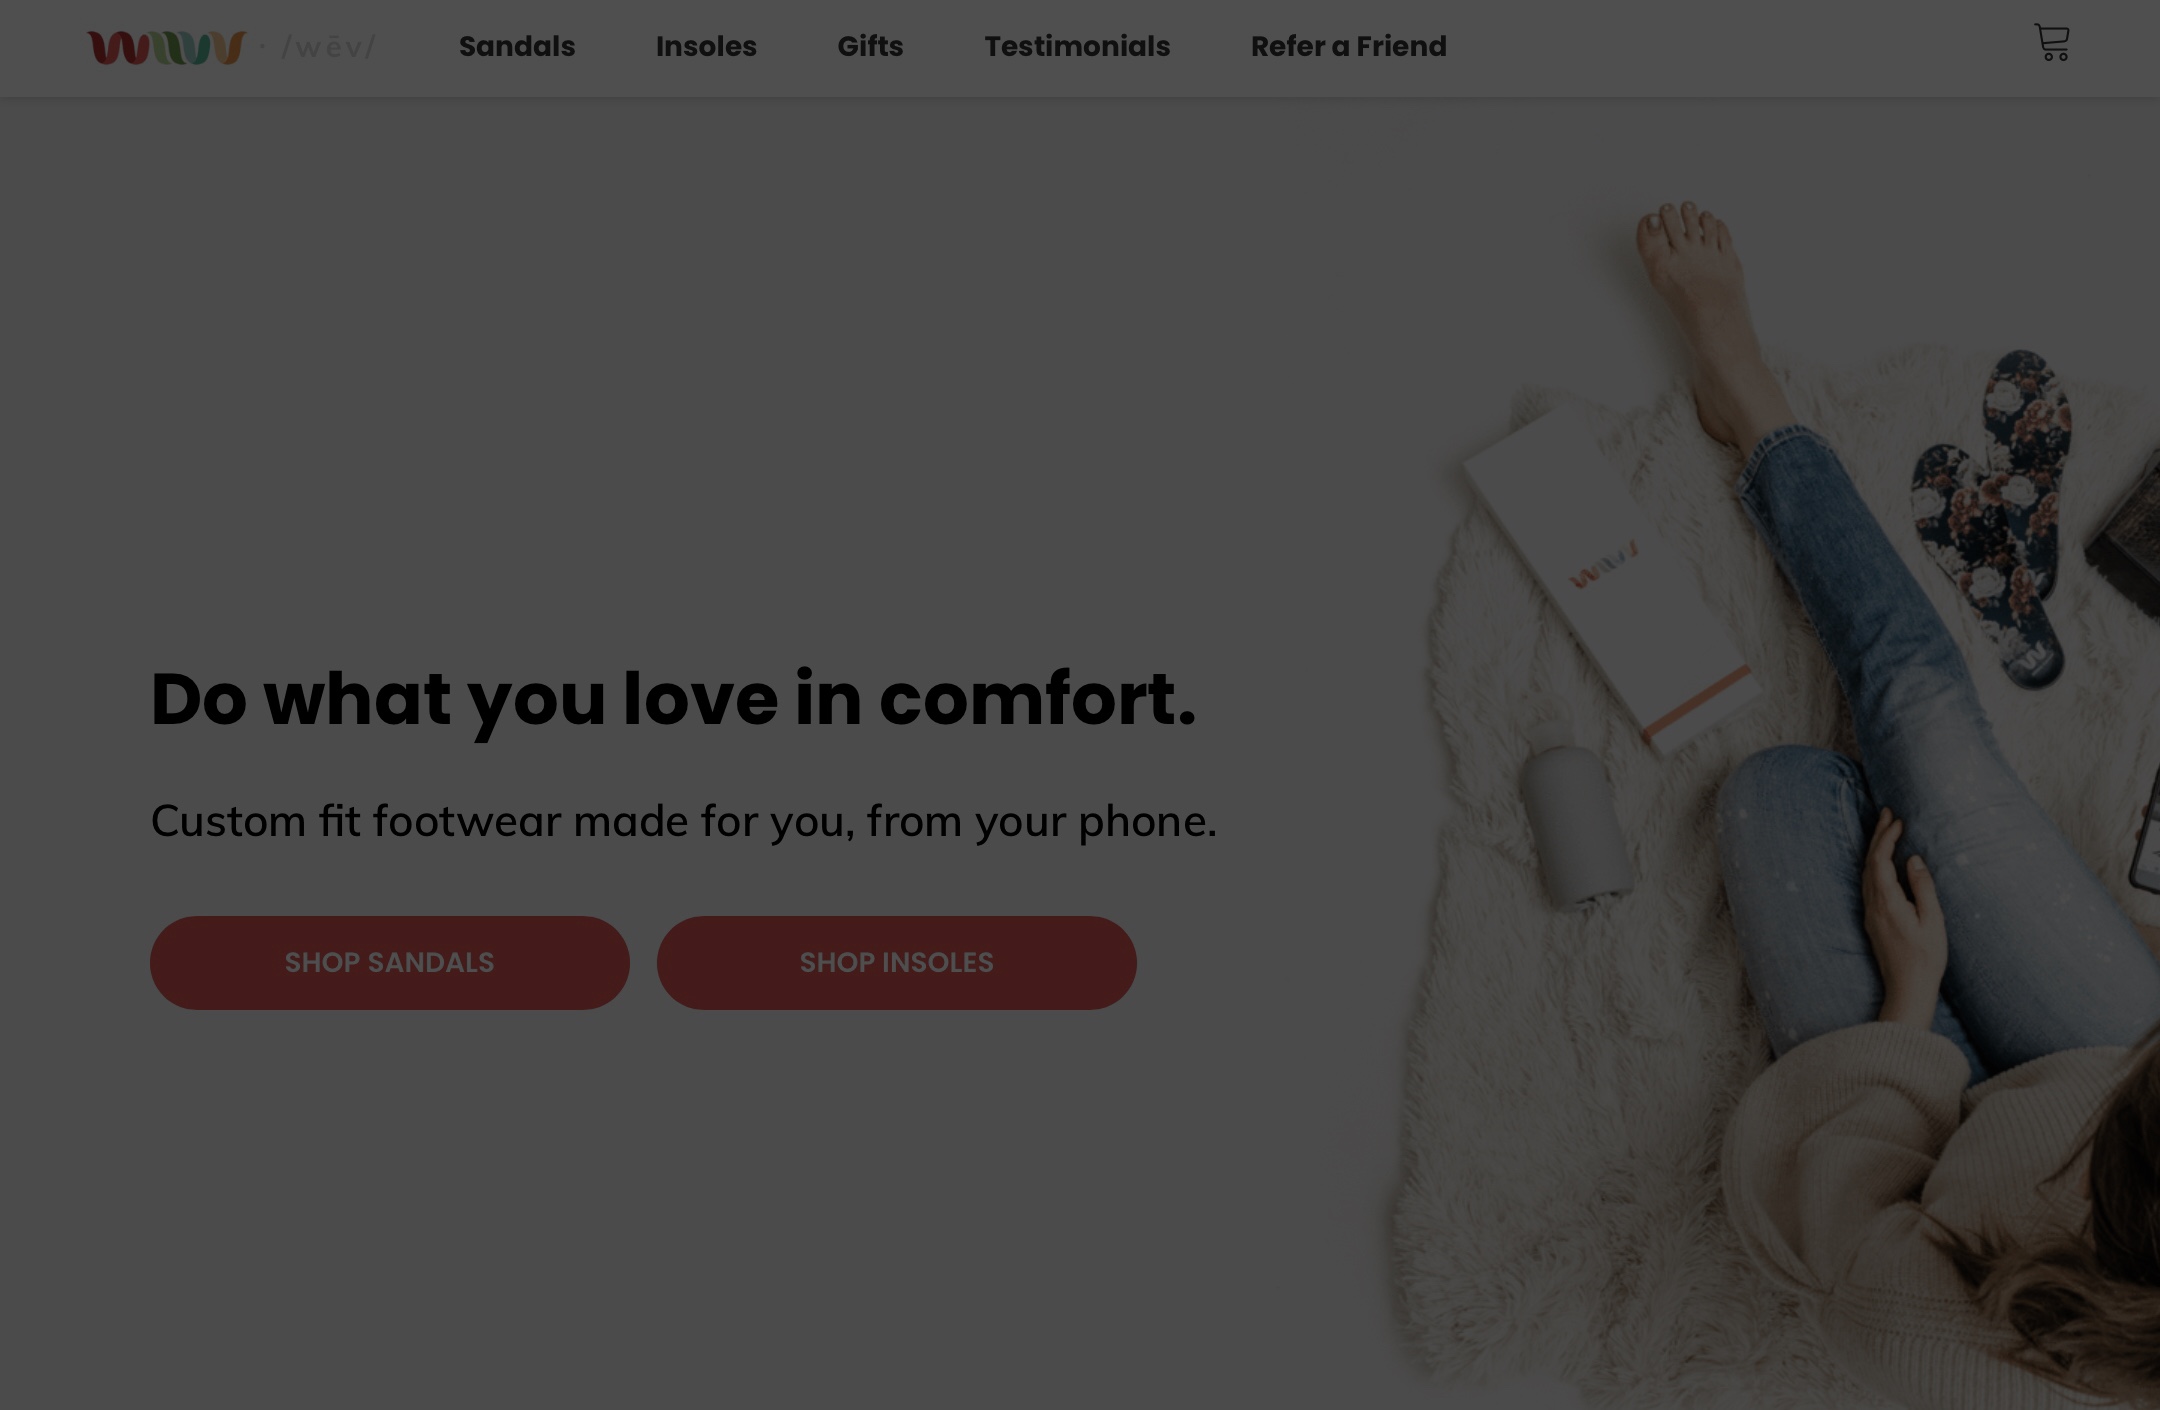 wiivv · /wēv/
Sandals
Insoles
Gifts
Testimonials
Refer a Friend
wiivv
Do what you love in comfort.
Custom fit footwear made for you, from your phone.
SHOP SANDALS
SHOP INSOLES